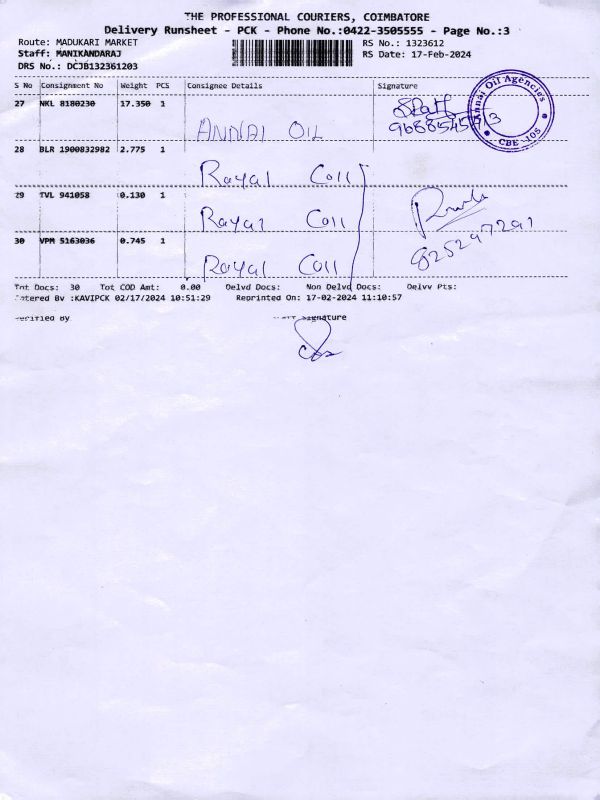 THE PROFESSIONAL COURIERS, COIMBATORE
Delivery Runsheet - PCK - Phone No.:0422-3505555 - Page No.:3
Route: MADUKARI MARKET RS No.: 1323612
Staff: MANIKANDARAJ RS Date: 17-Feb-2024
DRS No.: DCJB132361203
S No Consignment No Weight PCS Consignee Details Signature
27 NKL 8180230 17.350 1 ANNAI OIL
Annai Oil Agencies CBE-105
28 BLR 1900832982 2.775 1 Royal Coll
29 TVL 941058 0.130 1 Royal Coll
30 VPM 5163036 0.745 1 Royal Coll
825297291
Tot Docs: 30 Tot COD Amt: 0.00 Delvd Docs: Non Delvd Docs: Delvy Pts:
Entered By :KAVIPCK 02/17/2024 10:51:29 Reprinted On: 17-02-2024 11:10:57
Verified By Signature